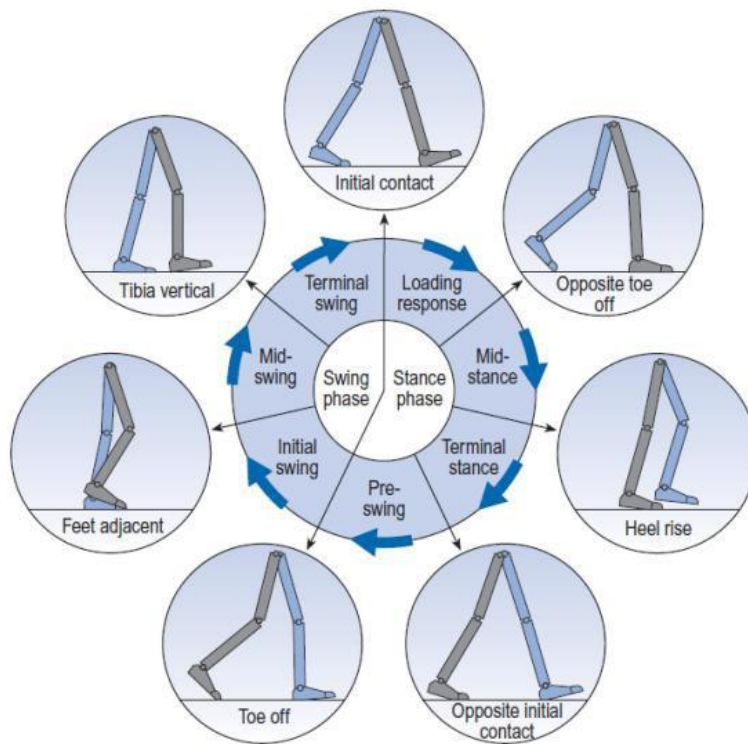 Initial contact
Opposite toe
off
Heel rise
Opposite initial
contact
Toe off
Feet adjacent
Tibia vertical
Loading
response
Mid-
stance
Terminal
stance
Pre-
swing
Initial
swing
Mid-
swing
Terminal
swing
Swing
phase
Stance
phase